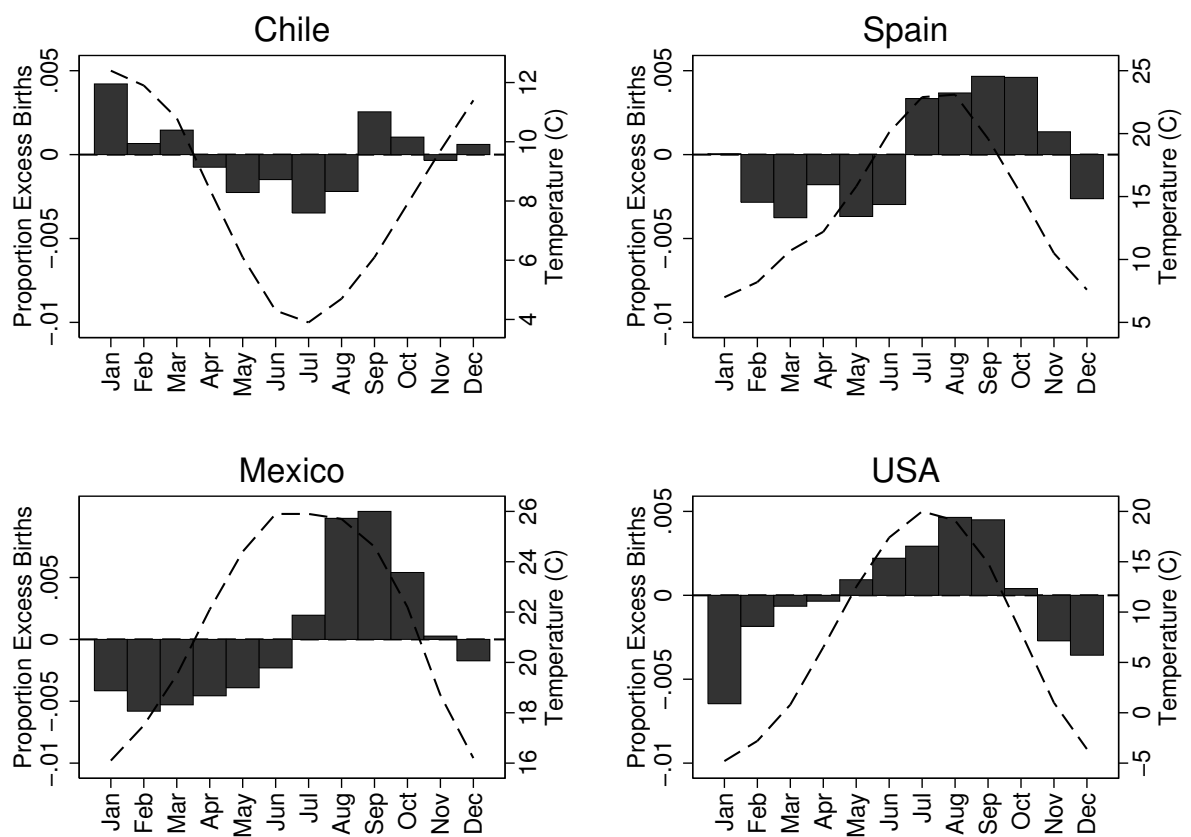 Chile
Proportion Excess Births
.005
0
−.005
−.01
12
10
8
6
4
Temperature (C)
Jan Feb Mar Apr May Jun Jul Aug Sep Oct Nov Dec
Spain
Proportion Excess Births
.005
0
−.005
−.01
25
20
15
10
5
Temperature (C)
Jan Feb Mar Apr May Jun Jul Aug Sep Oct Nov Dec
Mexico
Proportion Excess Births
.005
0
−.005
−.01
26
24
22
20
18
16
Temperature (C)
Jan Feb Mar Apr May Jun Jul Aug Sep Oct Nov Dec
USA
Proportion Excess Births
.005
0
−.005
−.01
20
15
10
5
0
−5
Temperature (C)
Jan Feb Mar Apr May Jun Jul Aug Sep Oct Nov Dec